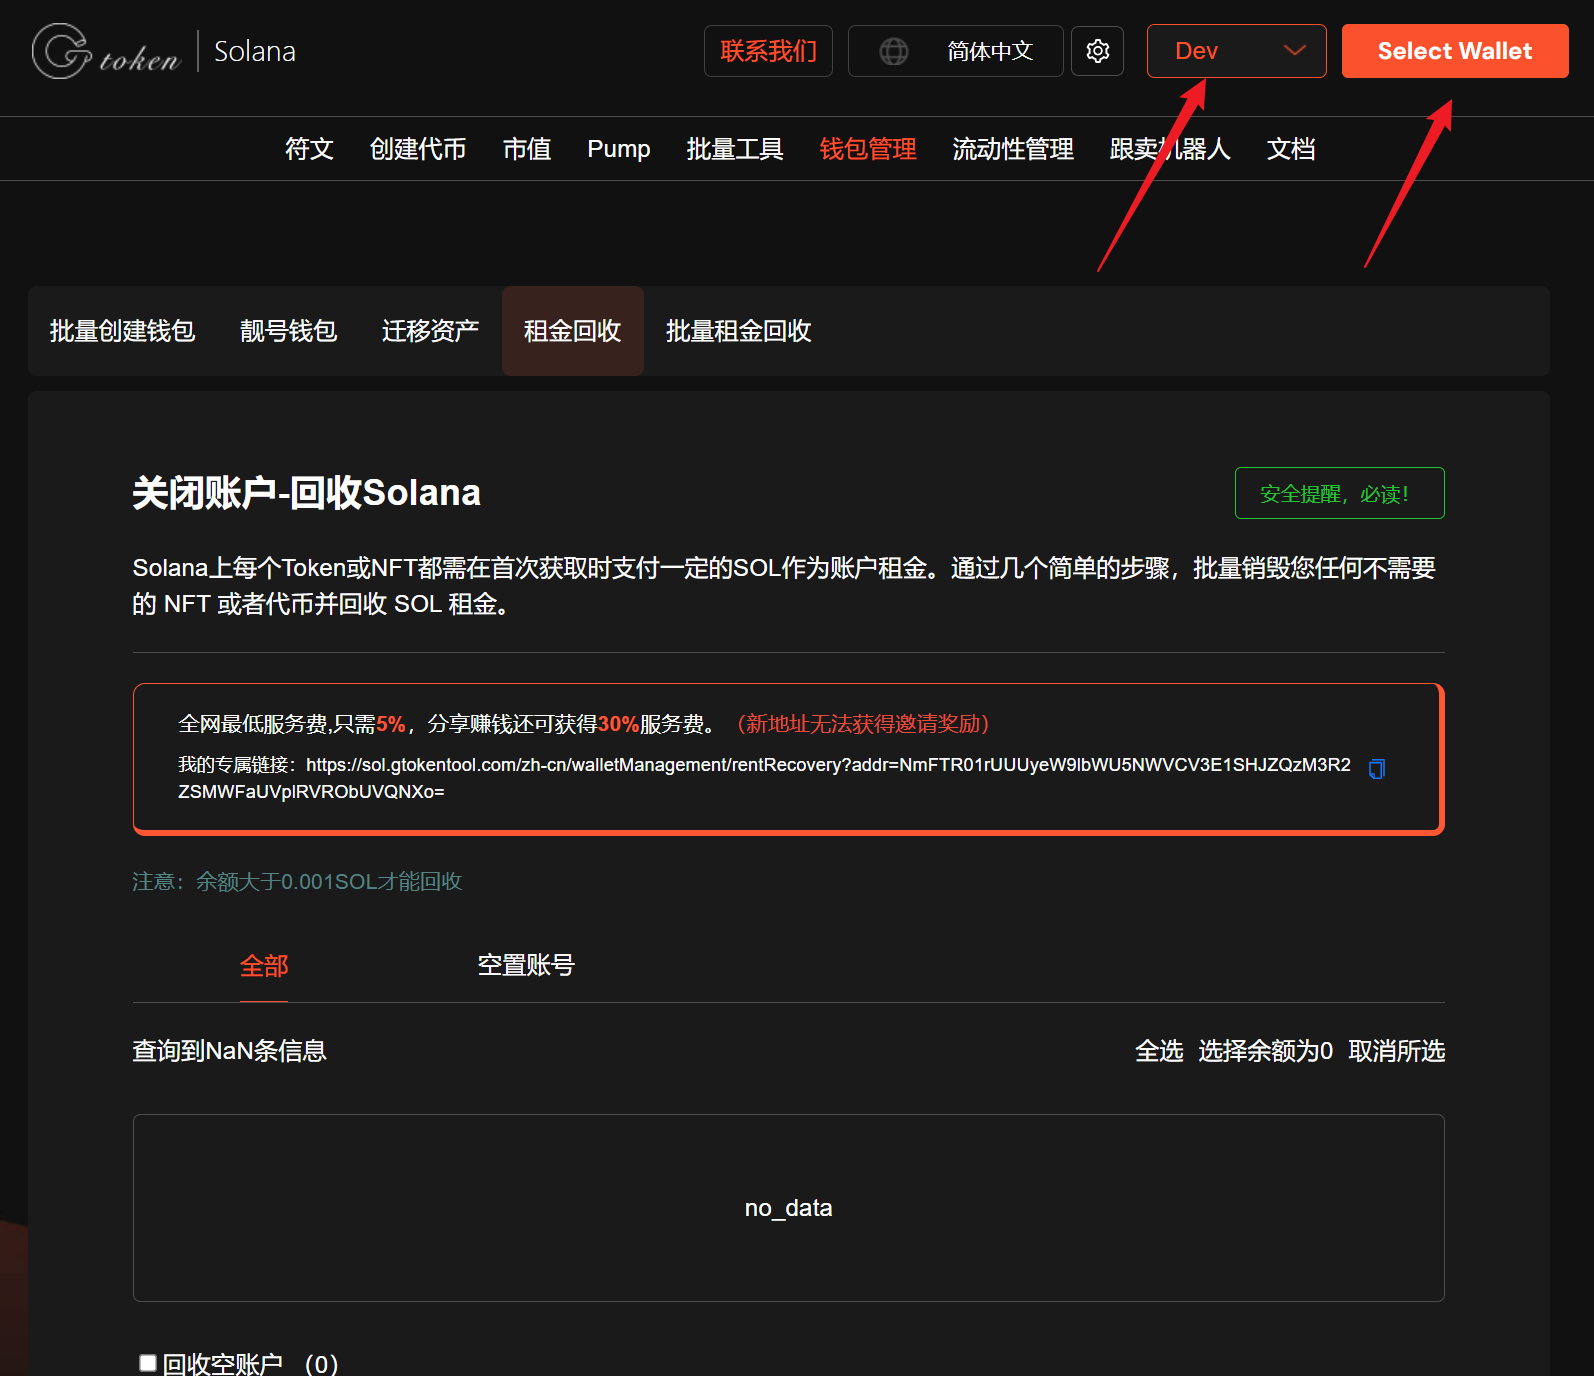 Gtoken | Solana
联系我们
简体中文
Dev
Select Wallet
符文 创建代币 市值 Pump 批量工具 钱包管理 流动性管理 跟卖机器人 文档
批量创建钱包 靓号钱包 迁移资产 租金回收 批量租金回收
关闭账户-回收Solana
安全提醒，必读！
Solana上每个Token或NFT都需在首次获取时支付一定的SOL作为账户租金。通过几个简单的步骤，批量销毁您任何不需要
的 NFT 或者代币并回收 SOL 租金。
全网最低服务费,只需5%，分享赚钱还可获得30%服务费。（新地址无法获得邀请奖励）
我的专属链接：https://sol.gtokentool.com/zh-cn/walletManagement/rentRecovery?addr=NmFTR01rUUUyeW9lbWU5NWVCV3E1SHJZQzM3R2
ZSMWFaUVplRVRObUVQNXo=
注意：余额大于0.001SOL才能回收
全部 空置账号
查询到NaN条信息
全选 选择余额为0 取消所选
no_data
回收空账户 （0）